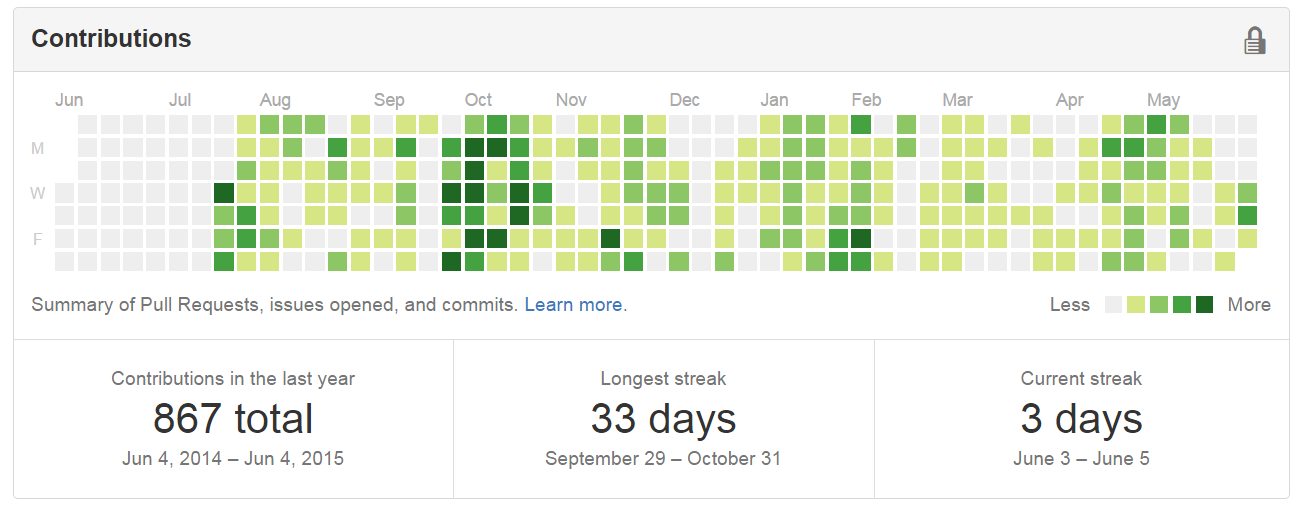 Contributions
Jun Jul Aug Sep Oct Nov Dec Jan Feb Mar Apr May
M
W
F
Summary of Pull Requests, issues opened, and commits. Learn more.
Less More
Contributions in the last year
867 total
Jun 4, 2014 – Jun 4, 2015
Longest streak
33 days
September 29 – October 31
Current streak
3 days
June 3 – June 5